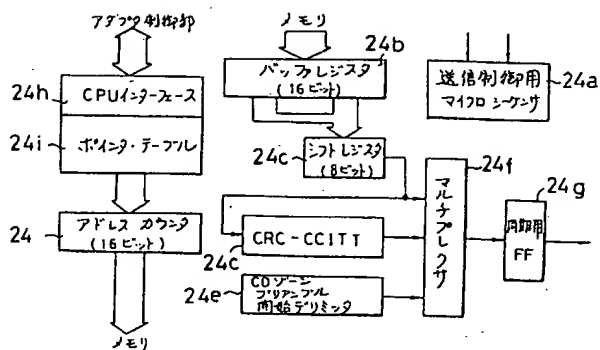 アダプタ制御部
24h
CPUインターフェース
24i
ポインタ・テーブル
24
アドレスカウンタ
(16ビット)
メモリ
メモリ
24b
バッファレジスタ
(16ビット)
24c
シフトレジスタ
(8ビット)
24c
CRC-CCITT
24e
CDゾーン
プリアンブル
開始デリミッタ
24a
送信制御用
マイクロシーケンサ
24f
マルチプレクサ
24g
同期用
FF